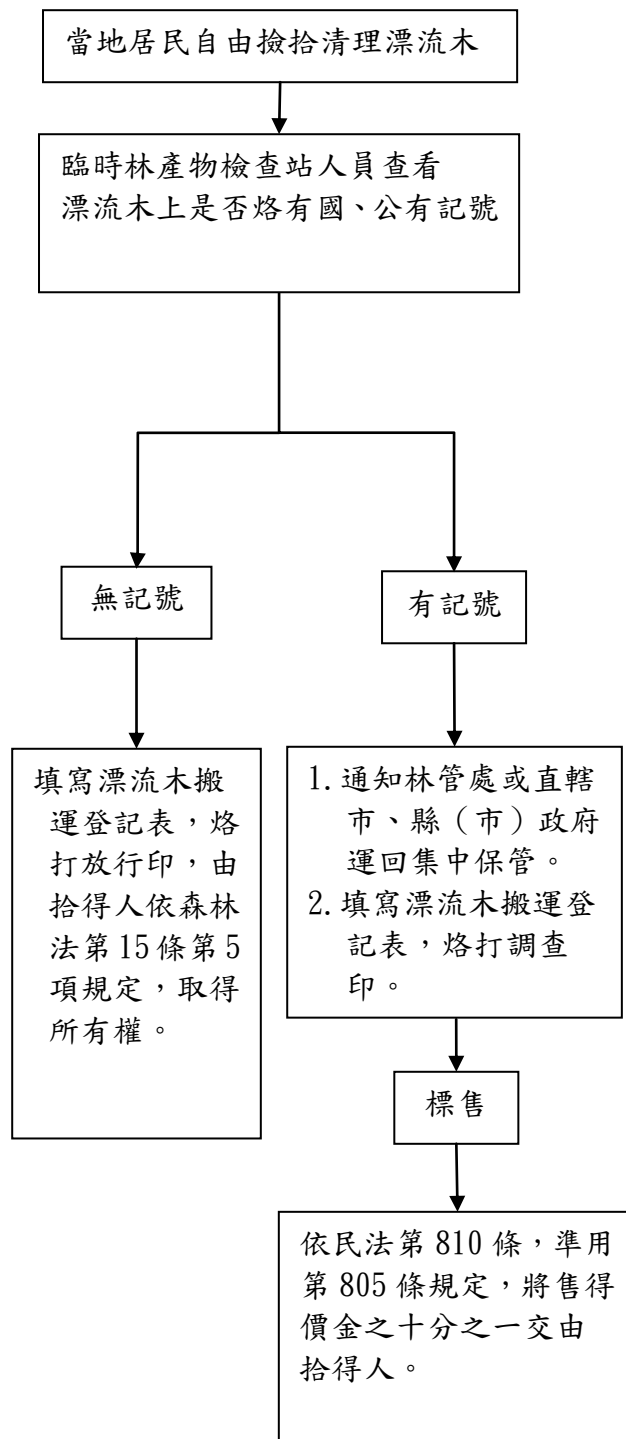 當地居民自由撿拾清理漂流木
臨時林產物檢查站人員查看
漂流木上是否烙有國、公有記號
無記號
有記號
填寫漂流木搬
運登記表，烙
打放行印，由
拾得人依森林
法第15條第5
項規定，取得
所有權。
1.通知林管處或直轄
市、縣（市）政府
運回集中保管。
2.填寫漂流木搬運登
記表，烙打調查
印。
標售
依民法第810條，準用
第805條規定，將售得
價金之十分之一交由
拾得人。